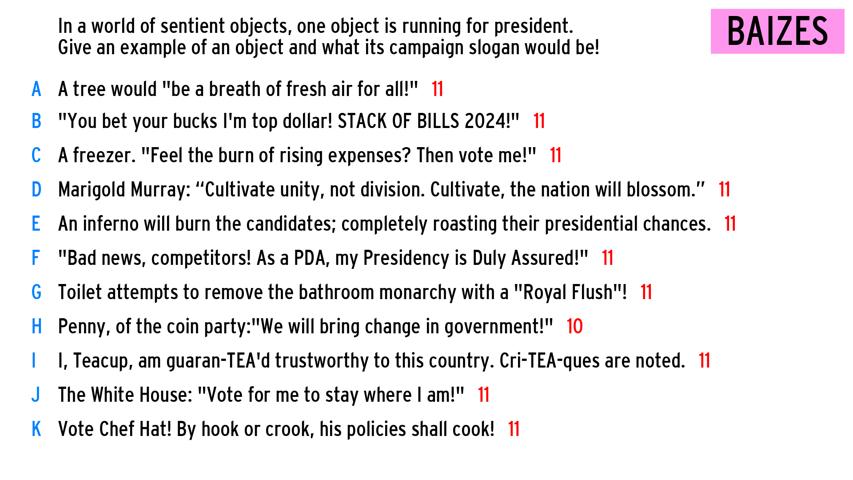 In a world of sentient objects, one object is running for president.
Give an example of an object and what its campaign slogan would be!
BAIZES
A A tree would "be a breath of fresh air for all!" 11
B "You bet your bucks I'm top dollar! STACK OF BILLS 2024!" 11
C A freezer. "Feel the burn of rising expenses? Then vote me!" 11
D Marigold Murray: “Cultivate unity, not division. Cultivate, the nation will blossom.” 11
E An inferno will burn the candidates; completely roasting their presidential chances. 11
F "Bad news, competitors! As a PDA, my Presidency is Duly Assured!" 11
G Toilet attempts to remove the bathroom monarchy with a "Royal Flush"! 11
H Penny, of the coin party:"We will bring change in government!" 10
I I, Teacup, am guaran-TEA'd trustworthy to this country. Cri-TEA-ques are noted. 11
J The White House: "Vote for me to stay where I am!" 11
K Vote Chef Hat! By hook or crook, his policies shall cook! 11